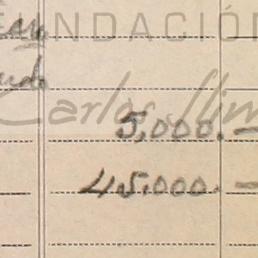 FUNDACIÓN
Carlos Slim
5,000.—
45.000.—